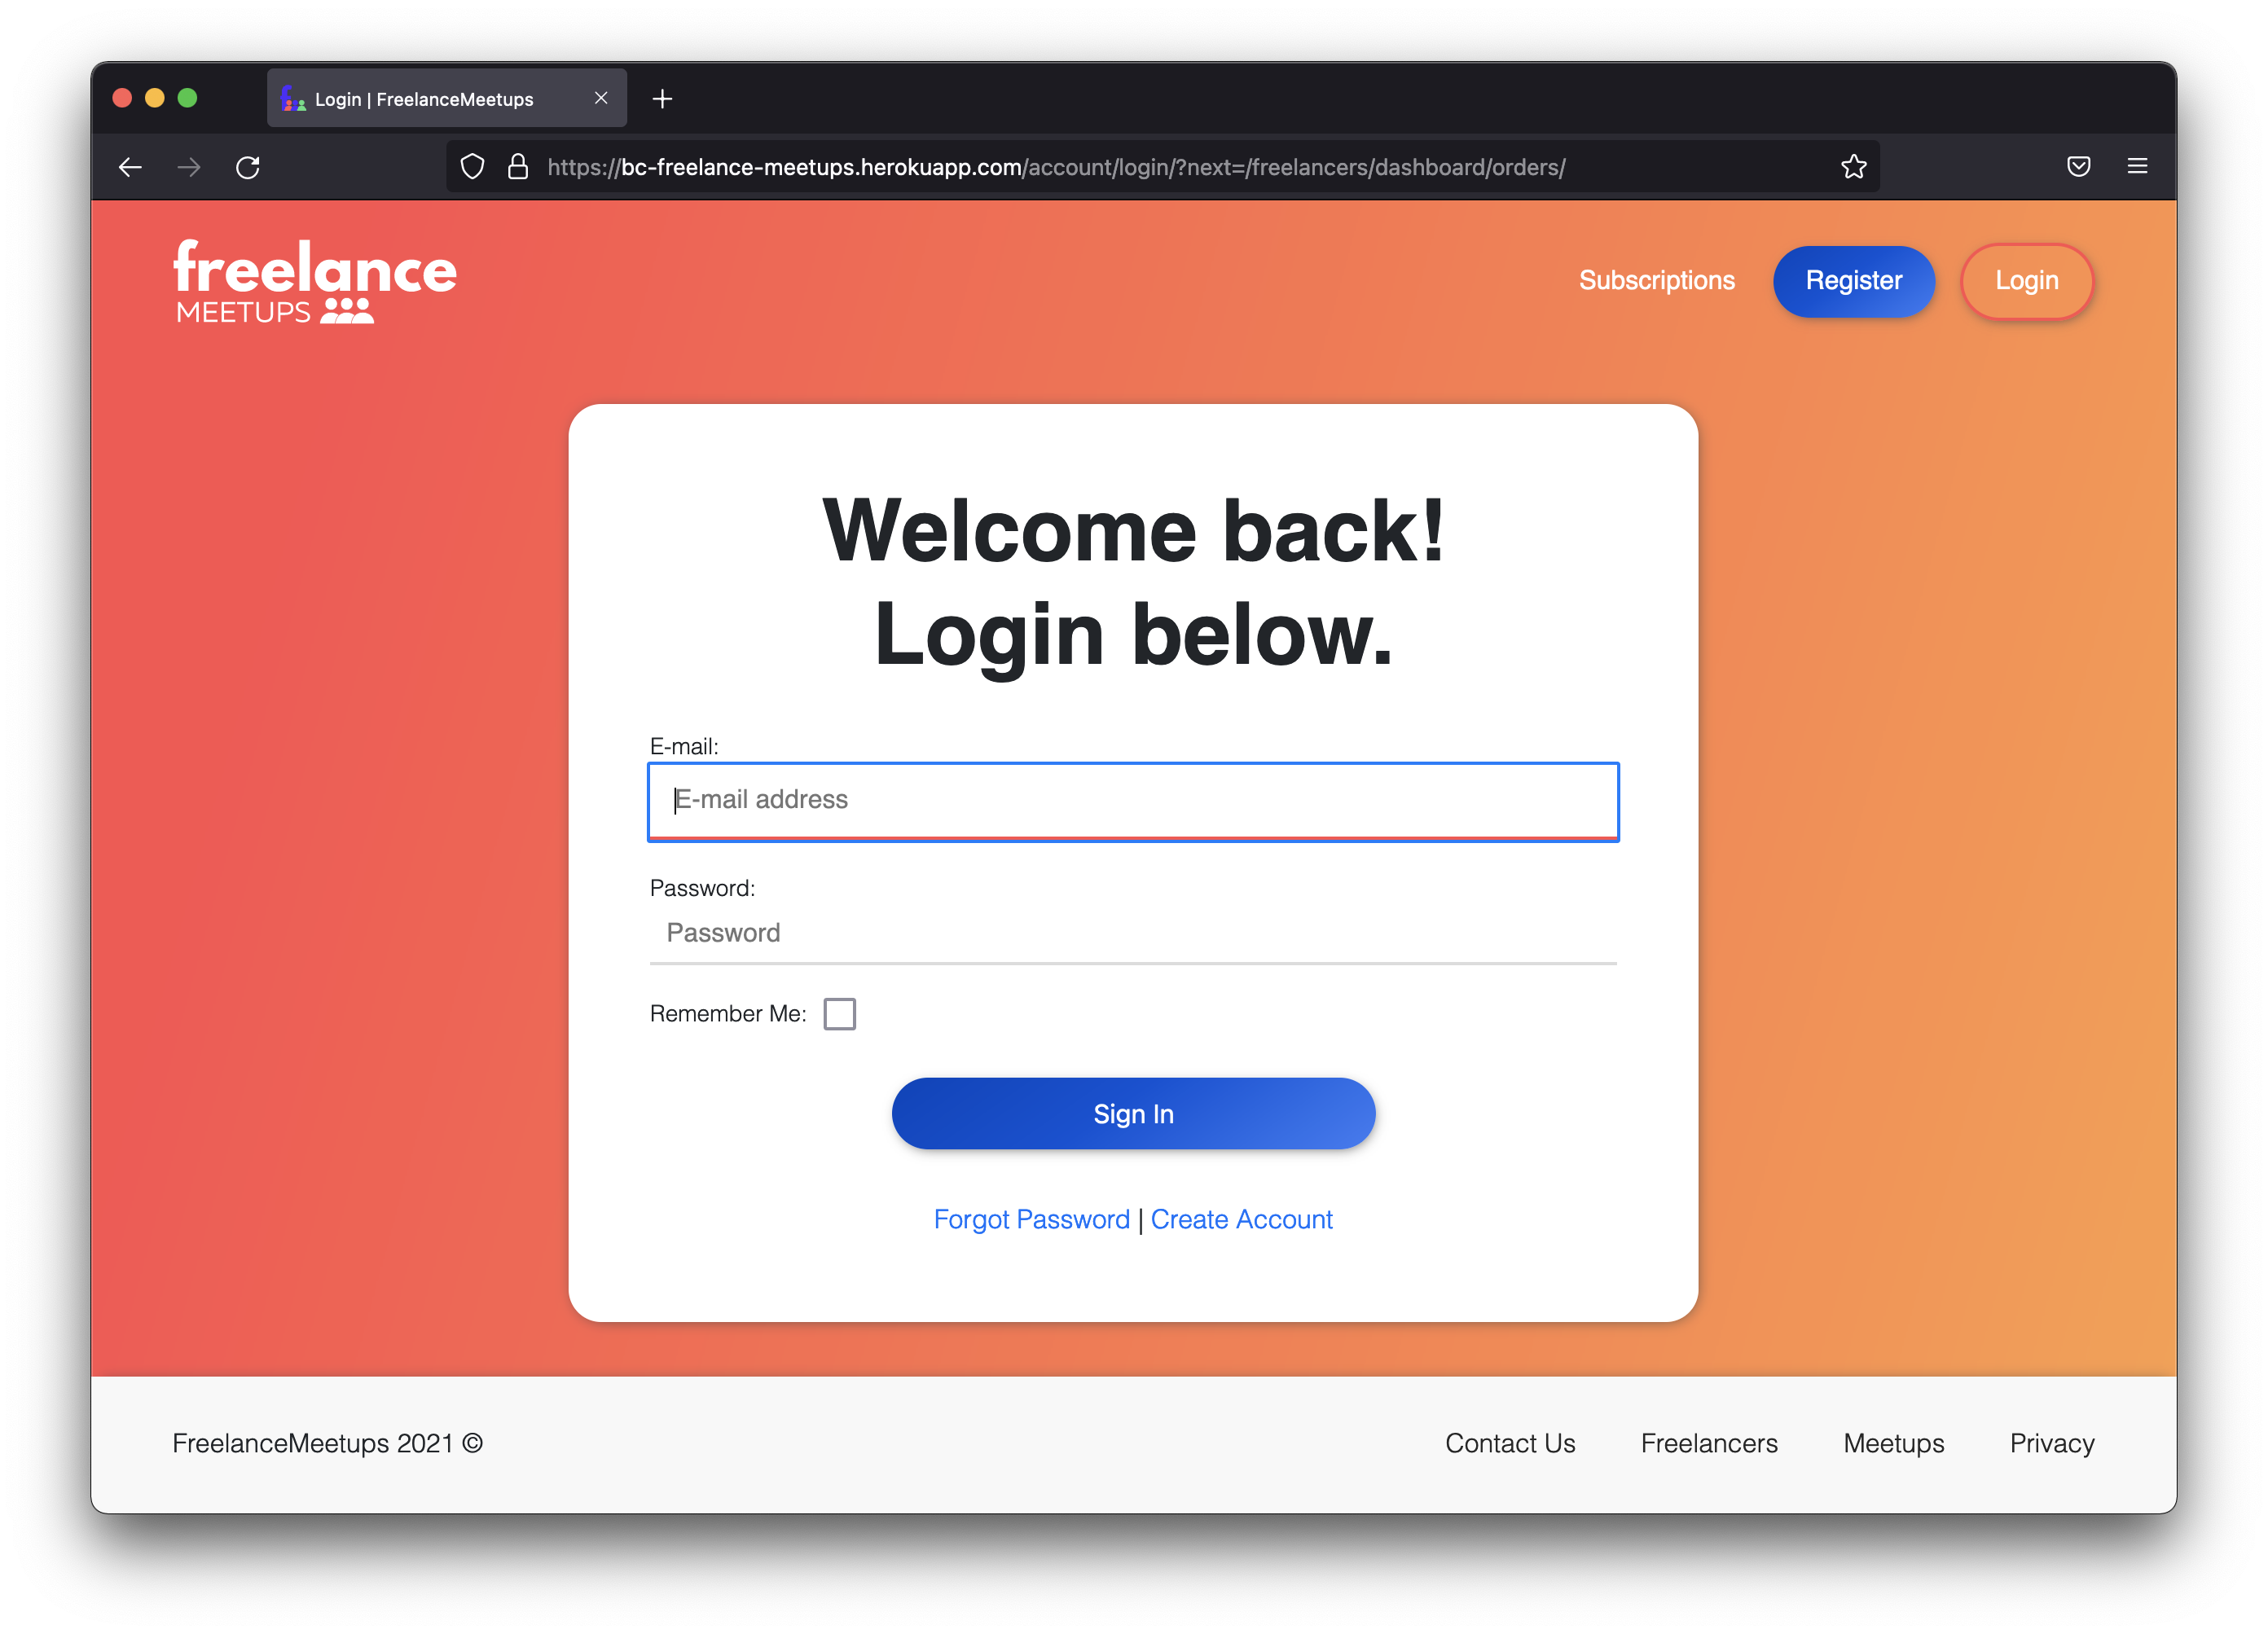 Login | FreelanceMeetups
https://bc-freelance-meetups.herokuapp.com/account/login/?next=/freelancers/dashboard/orders/
freelance
MEETUPS
Subscriptions Register Login
Welcome back!
Login below.
E-mail:
E-mail address
Password:
Password
Remember Me:
Sign In
Forgot Password | Create Account
FreelanceMeetups 2021 © Contact Us Freelancers Meetups Privacy